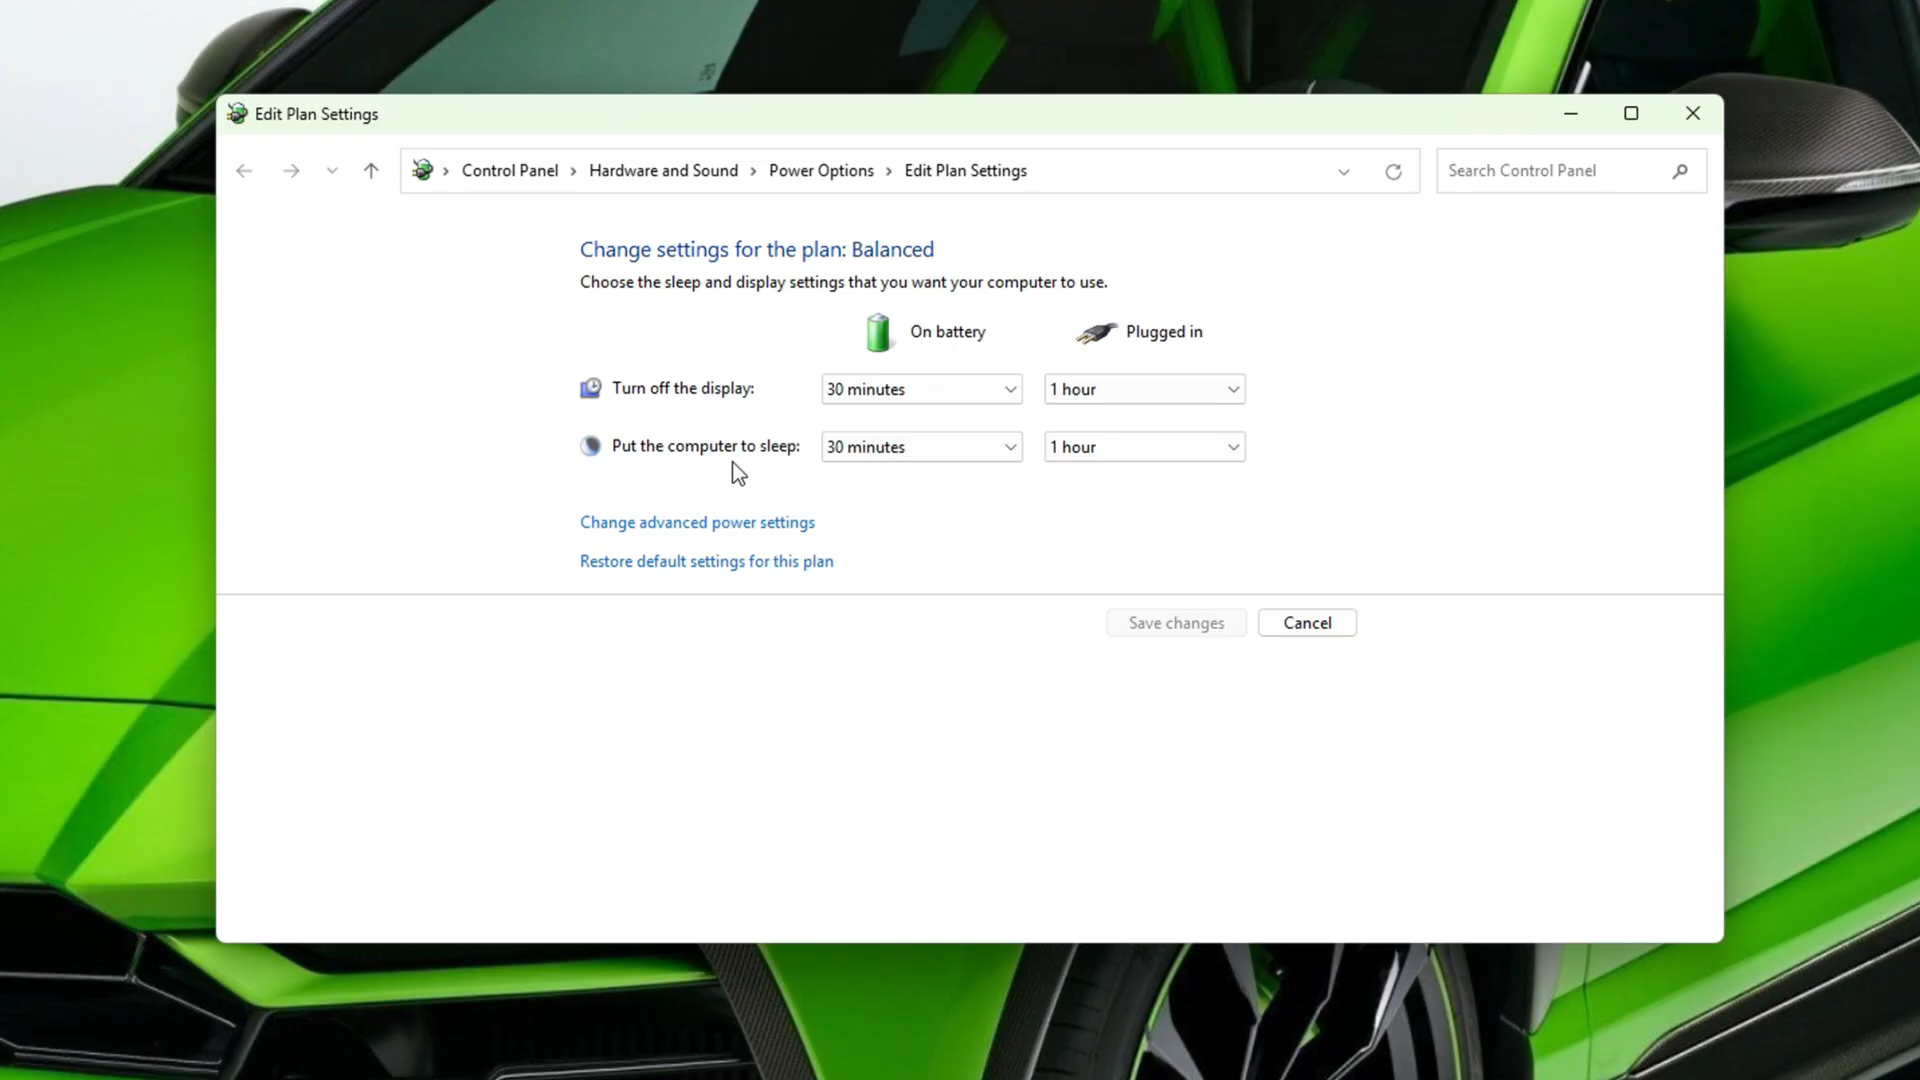 Edit Plan Settings
Control Panel > Hardware and Sound > Power Options > Edit Plan Settings
Search Control Panel
Change settings for the plan: Balanced
Choose the sleep and display settings that you want your computer to use.
On battery Plugged in
Turn off the display: 30 minutes 1 hour
Put the computer to sleep: 30 minutes 1 hour
Change advanced power settings
Restore default settings for this plan
Save changes Cancel